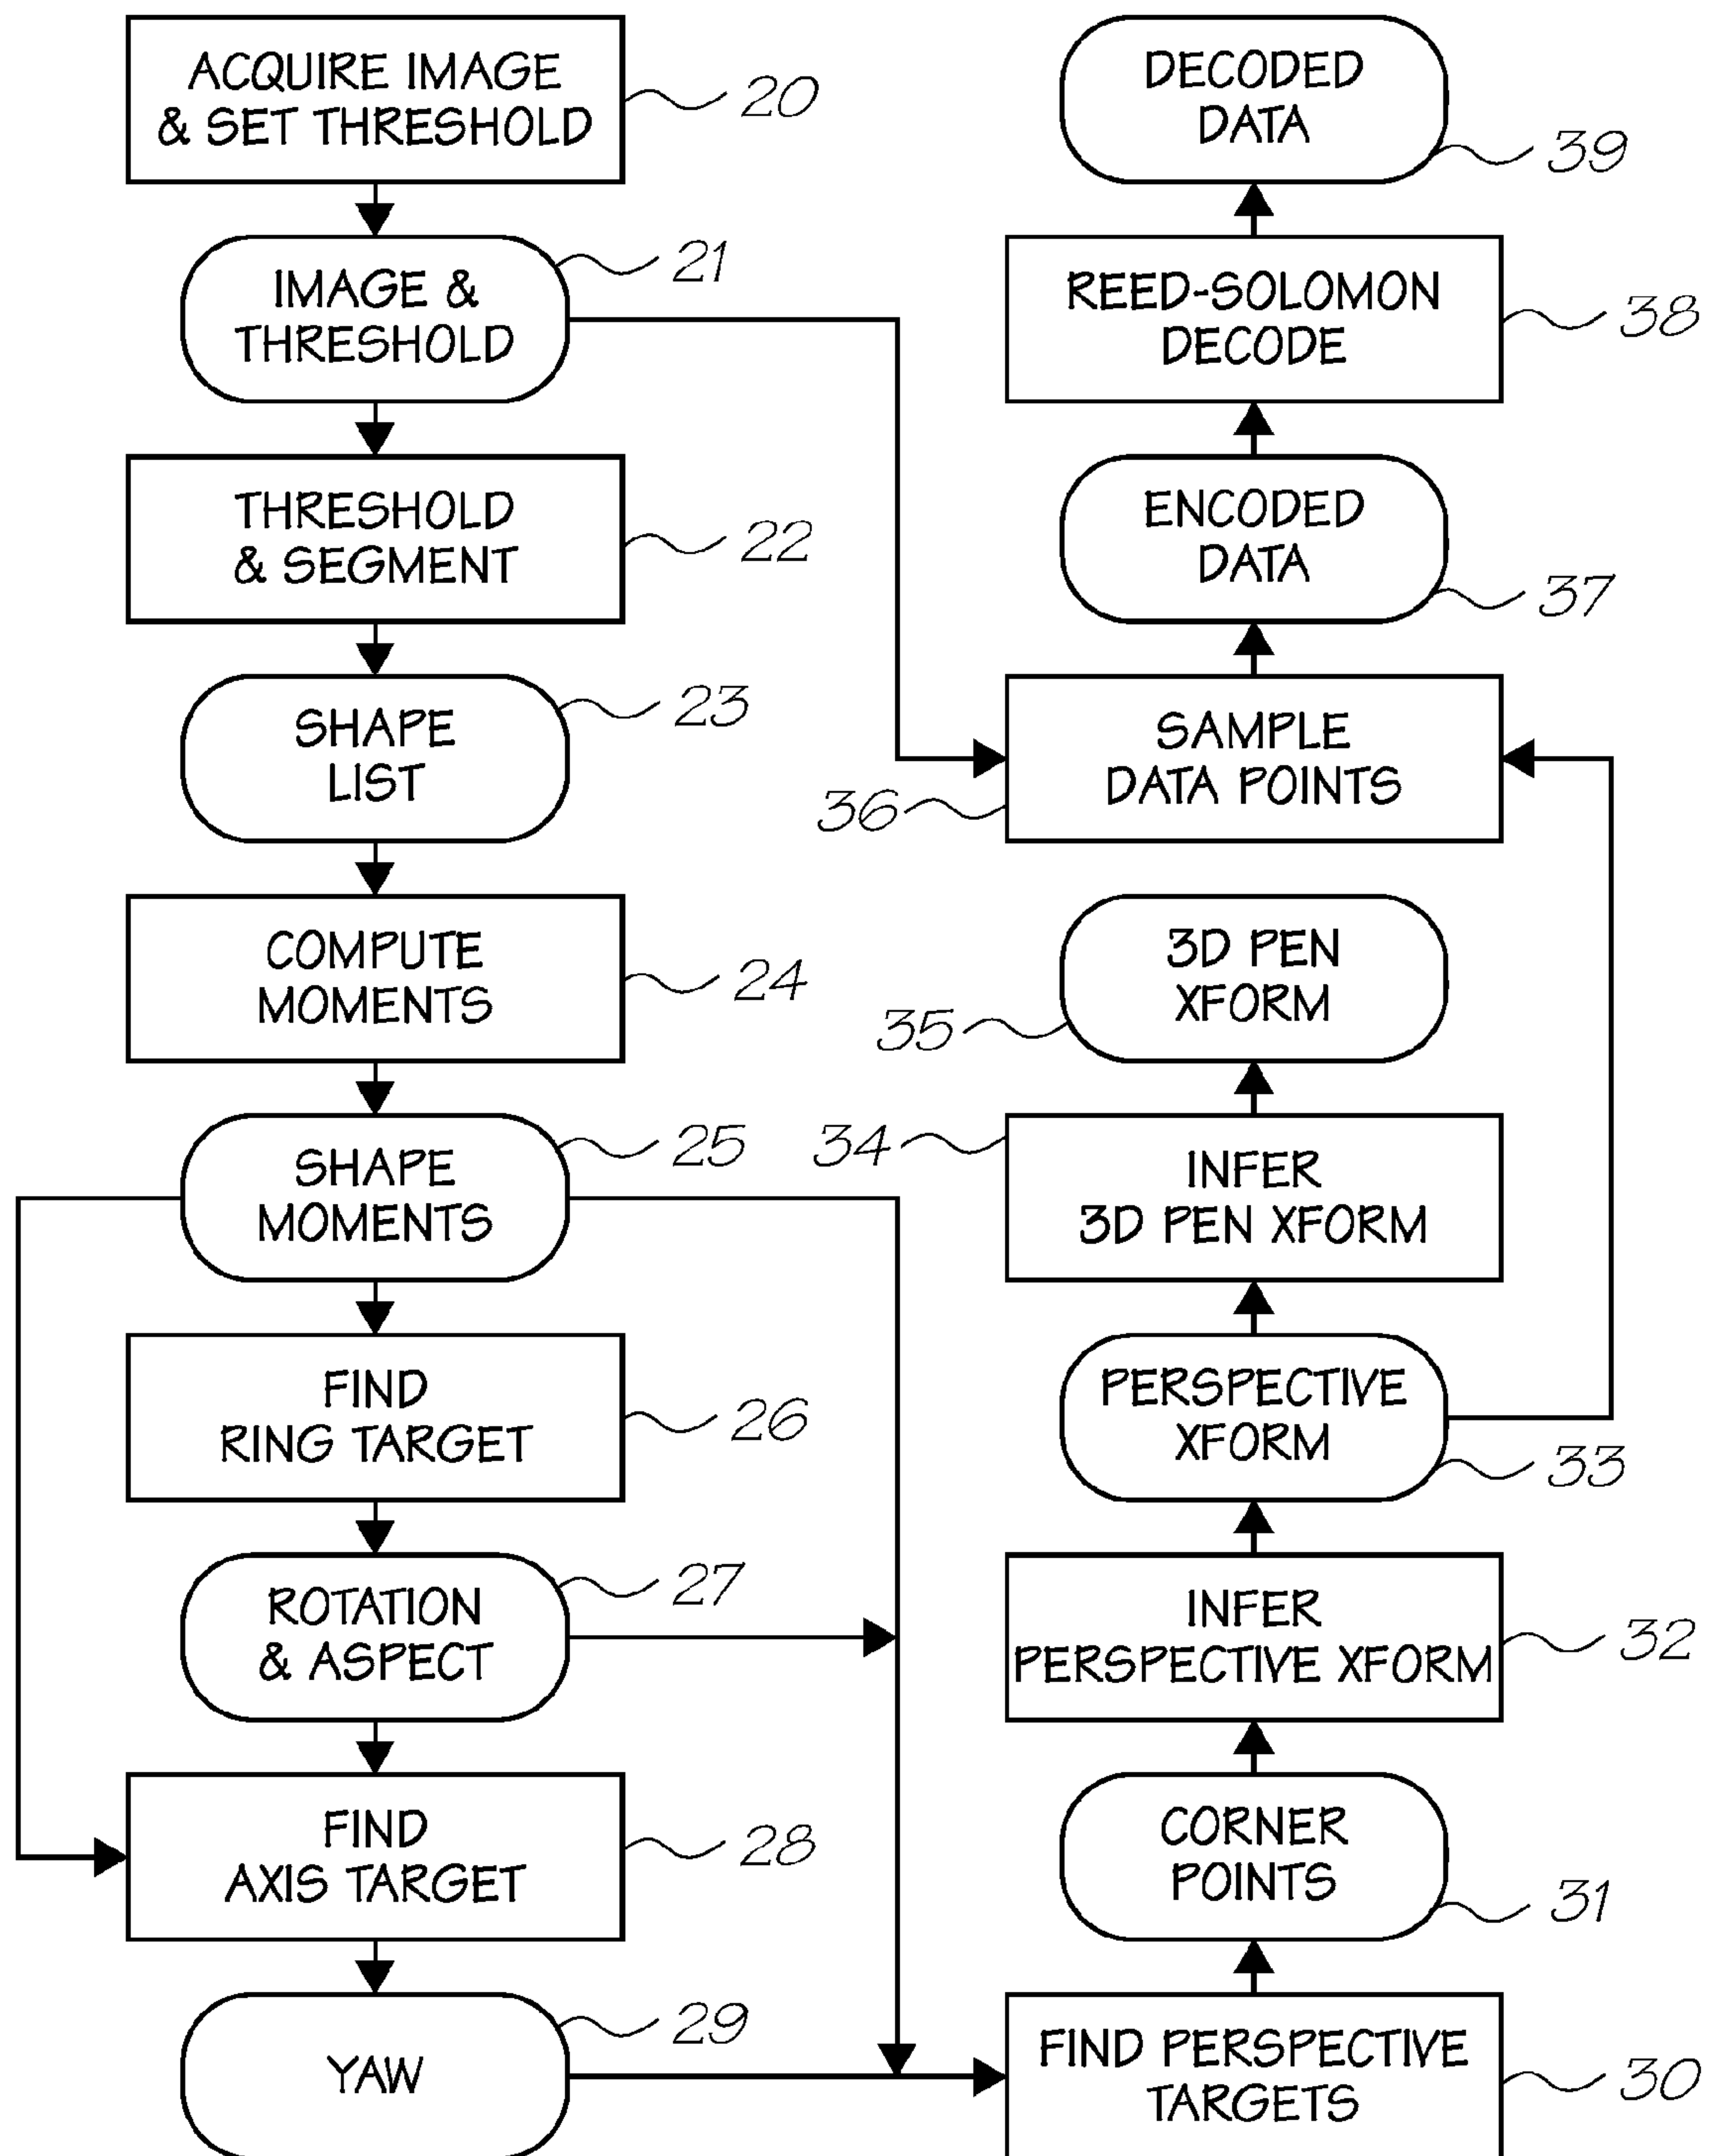 ACQUIRE IMAGE
& SET THRESHOLD
20
IMAGE &
THRESHOLD
21
THRESHOLD
& SEGMENT
22
SHAPE
LIST
23
COMPUTE
MOMENTS
24
SHAPE
MOMENTS
25
FIND
RING TARGET
26
ROTATION
& ASPECT
27
FIND
AXIS TARGET
28
YAW
29
DECODED
DATA
39
REED-SOLOMON
DECODE
38
ENCODED
DATA
37
SAMPLE
DATA POINTS
36
3D PEN
XFORM
35
INFER
3D PEN XFORM
34
PERSPECTIVE
XFORM
33
INFER
PERSPECTIVE XFORM
32
CORNER
POINTS
31
FIND PERSPECTIVE
TARGETS
30